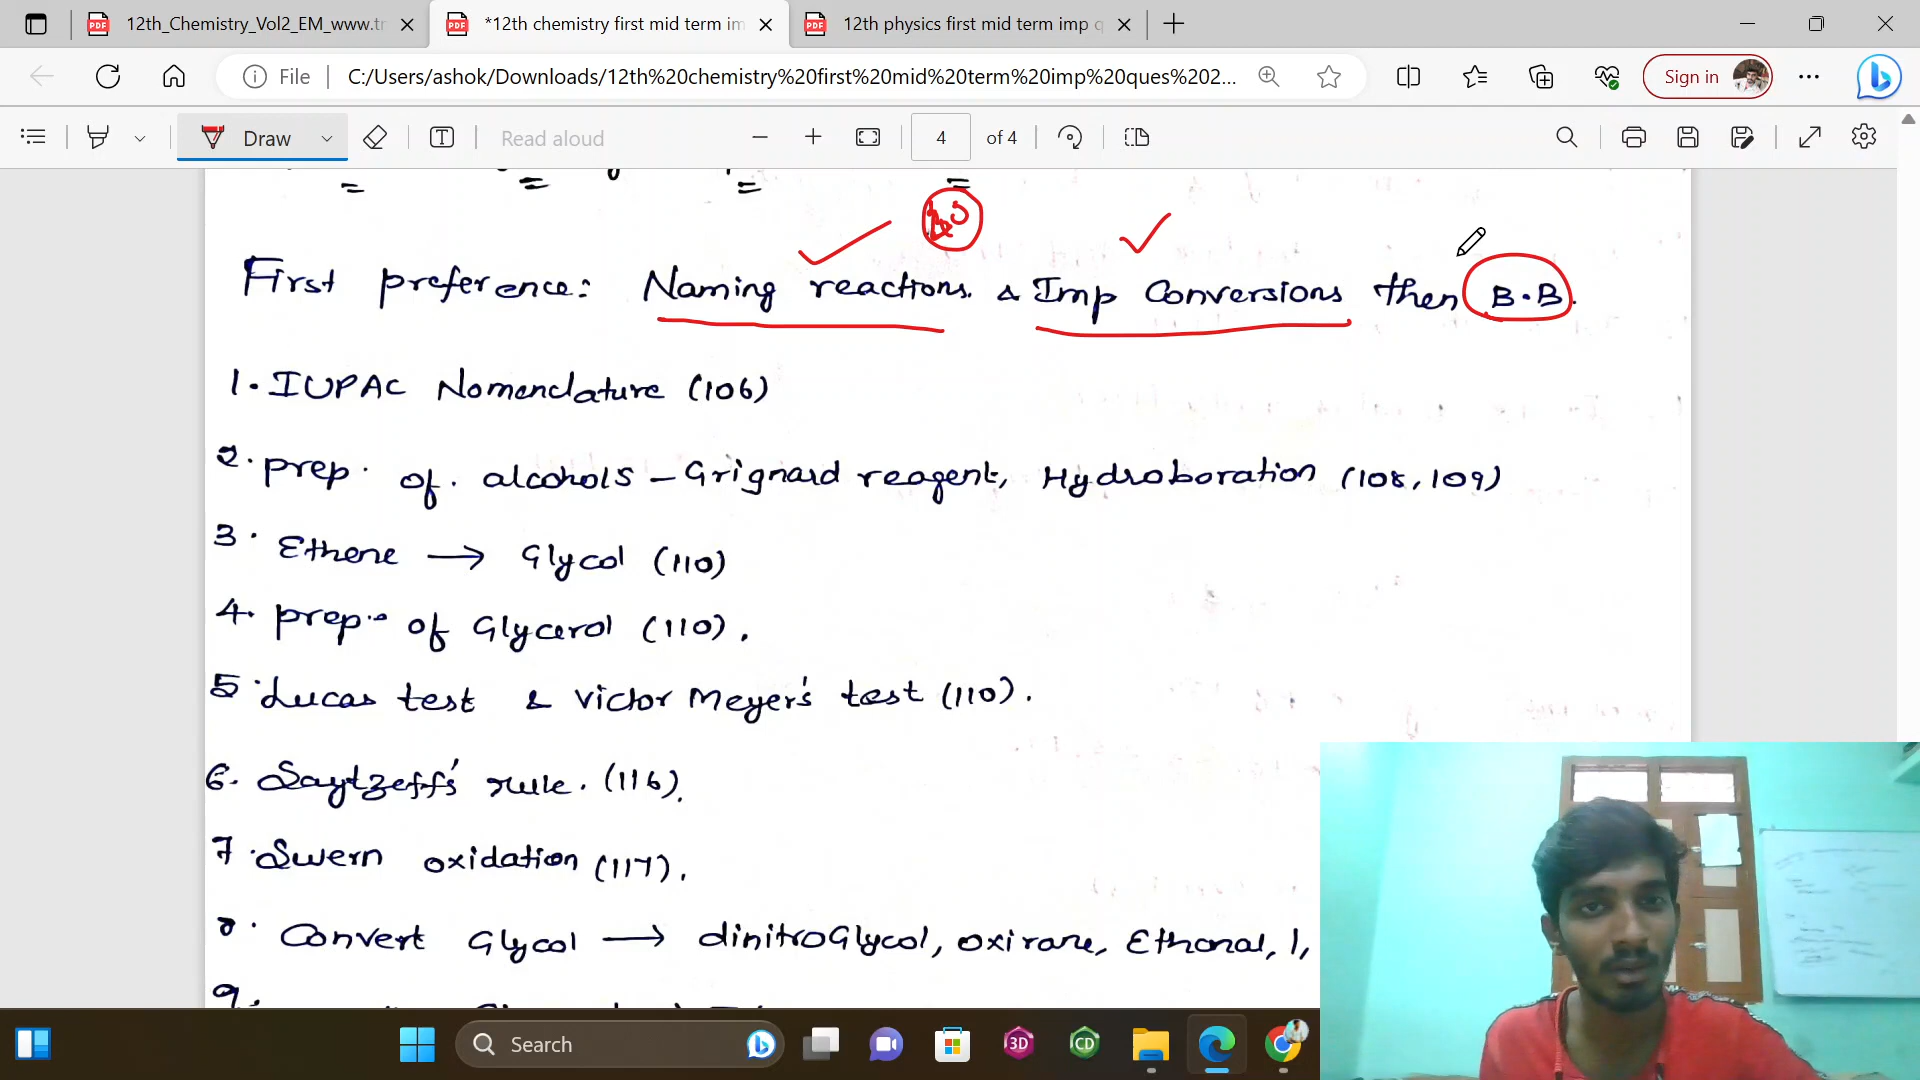 12th_Chemistry_Vol2_EM_www.tr
*12th chemistry first mid term im
12th physics first mid term imp q
File
C:/Users/ashok/Downloads/12th%20chemistry%20first%20mid%20term%20imp%20ques%202...
Sign in
Draw
Read aloud
4
of 4
First preference: Naming reactions. & Imp Conversions then B.B.
1. IUPAC Nomenclature (106)
2. prep. of. alcohols - Grignard reagent, Hydroboration (108, 109)
3. Ethene → Glycol (110)
4. prep. of Glycerol (110).
5. Lucas test & Victor Meyer's test (110).
6. Saytzeff's rule. (116).
7. Swern oxidation (117).
8. Convert Glycol → dinitroGlycol, oxirane, Ethanal, 1,
9.
Search
3D
CD